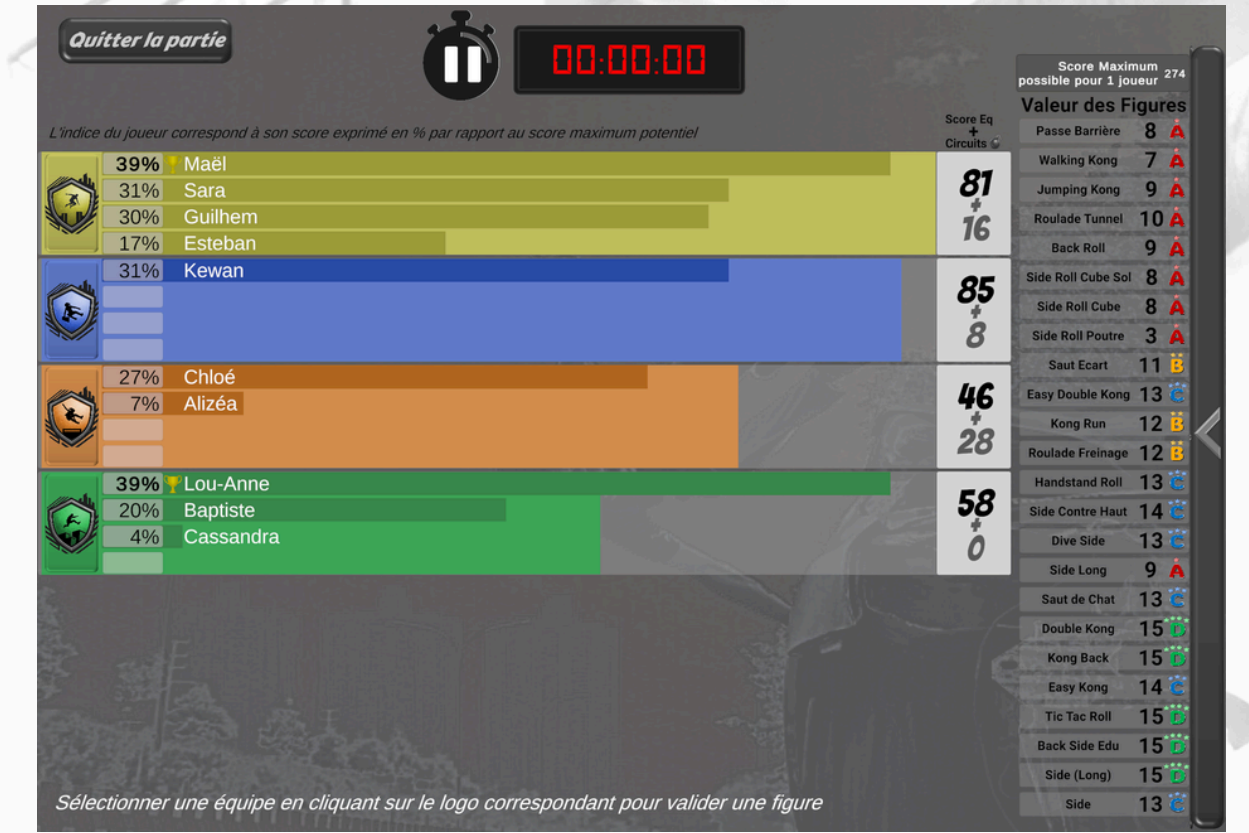 Quitter la partie
00:00:00
L'indice du joueur correspond à son score exprimé en % par rapport au score maximum potentiel
Score Eq
+
Circuits
39% Maël
31% Sara
30% Guilhem
17% Esteban
81
+
16
31% Kewan
85
+
8
27% Chloé
7% Alizéa
46
+
28
39% Lou-Anne
20% Baptiste
4% Cassandra
58
+
0
Sélectionner une équipe en cliquant sur le logo correspondant pour valider une figure
Score Maximum
possible pour 1 joueur 274
Valeur des Figures
Passe Barrière 8 A
Walking Kong 7 A
Jumping Kong 9 A
Roulade Tunnel 10 A
Back Roll 9 A
Side Roll Cube Sol 8 A
Side Roll Cube 8 A
Side Roll Poutre 3 A
Saut Ecart 11 B
Easy Double Kong 13 C
Kong Run 12 B
Roulade Freinage 12 B
Handstand Roll 13 C
Side Contre Haut 14 C
Dive Side 13 C
Side Long 9 A
Saut de Chat 13 C
Double Kong 15 D
Kong Back 15 D
Easy Kong 14 C
Tic Tac Roll 15 D
Back Side Edu 15 D
Side (Long) 15 D
Side 13 C